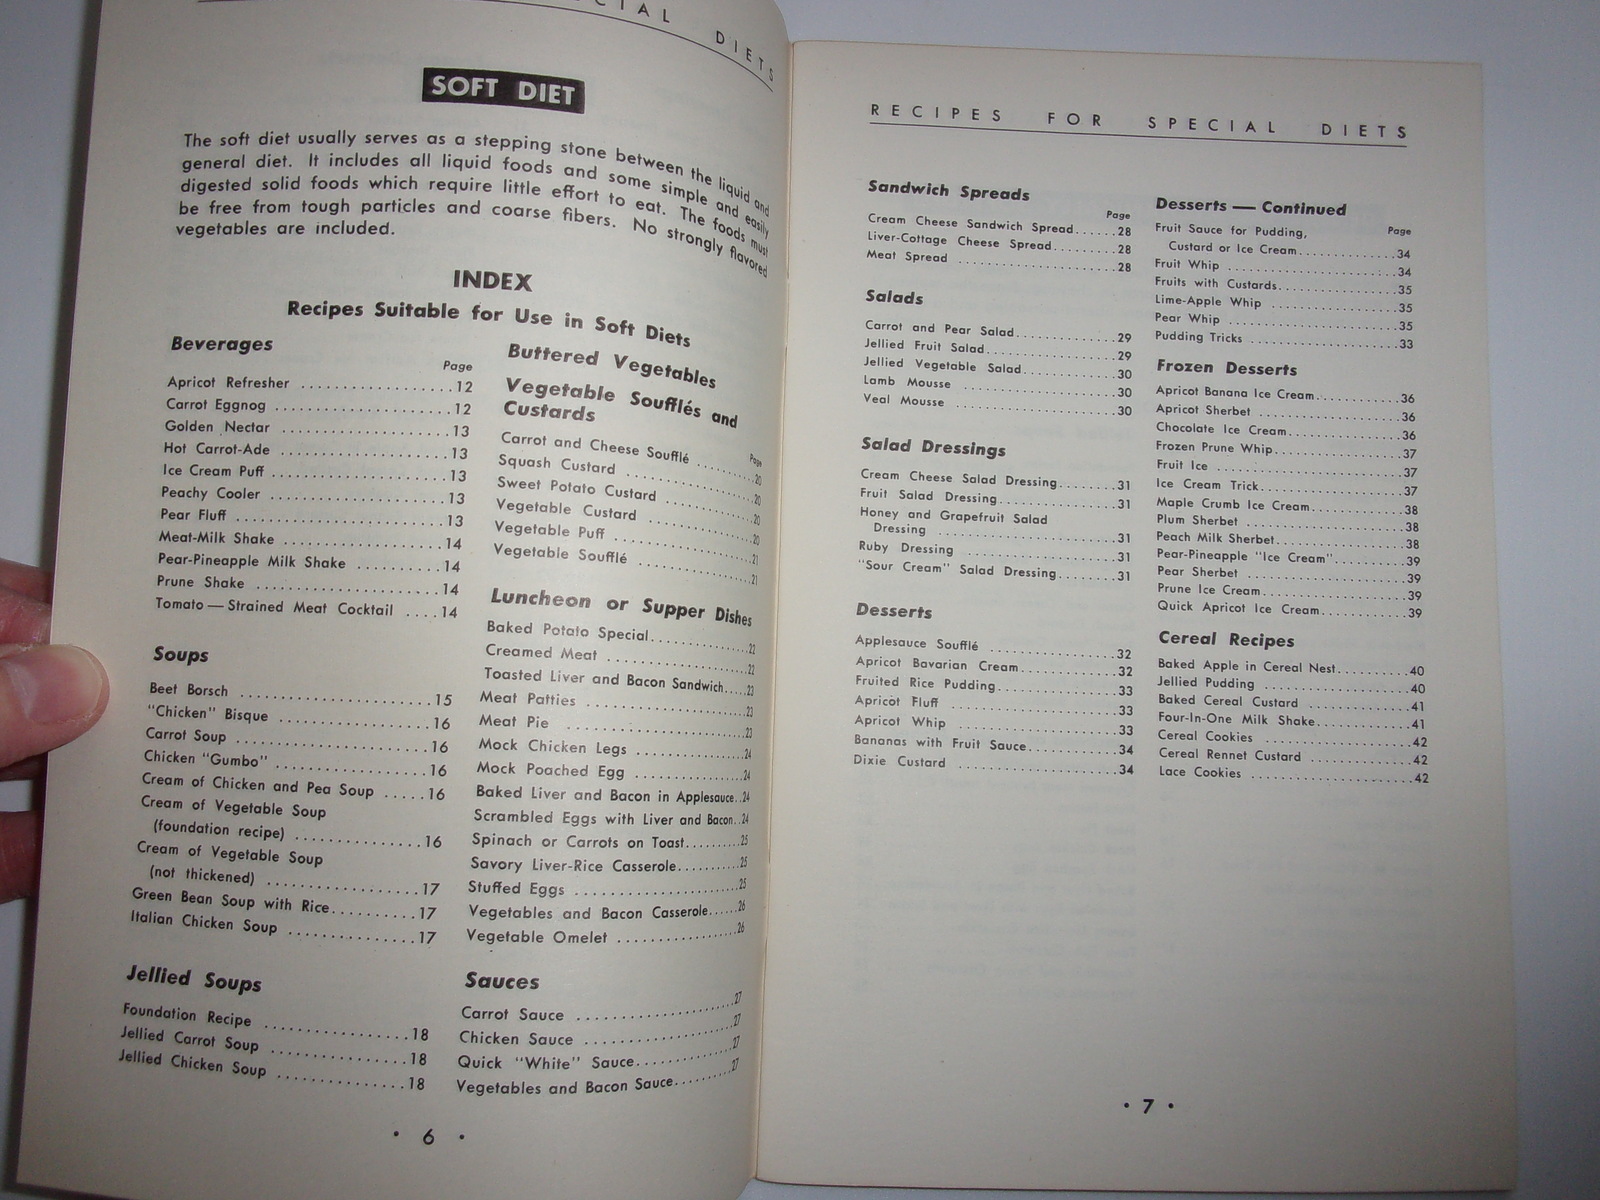 CIAL DIETS
SOFT DIET
The soft diet usually serves as a stepping stone between the liquid and
general diet. It includes all liquid foods and some simple and easily
digested solid foods which require little effort to eat. The foods must
be free from tough particles and coarse fibers. No strongly flavored
vegetables are included.
INDEX
Recipes Suitable for Use in Soft Diets
Beverages
Page
Apricot Refresher ..................12
Carrot Eggnog .....................12
Golden Nectar .....................13
Hot Carrot-Ade ....................13
Ice Cream Puff .....................13
Peachy Cooler .....................13
Pear Fluff .........................13
Meat-Milk Shake ...................14
Pear-Pineapple Milk Shake ..........14
Prune Shake ......................14
Tomato — Strained Meat Cocktail ....14
Soups
Beet Borsch .......................15
"Chicken" Bisque ..................16
Carrot Soup .......................16
Chicken "Gumbo" ..................16
Cream of Chicken and Pea Soup .....16
Cream of Vegetable Soup
(foundation recipe) ...............16
Cream of Vegetable Soup
(not thickened) ..................17
Green Bean Soup with Rice..........17
Italian Chicken Soup ...............17
Jellied Soups
Foundation Recipe .................18
Jellied Carrot Soup ................18
Jellied Chicken Soup ...............18
Buttered Vegetables
Vegetable Soufflés and
Custards
Page
Carrot and Cheese Soufflé ..........20
Squash Custard ...................20
Sweet Potato Custard ..............20
Vegetable Custard .................20
Vegetable Puff ....................21
Vegetable Soufflé .................21
Luncheon or Supper Dishes
Baked Potato Special...............22
Creamed Meat ....................22
Toasted Liver and Bacon Sandwich.....23
Meat Patties ......................23
Meat Pie .........................23
Mock Chicken Legs ................24
Mock Poached Egg ................24
Baked Liver and Bacon in Applesauce..24
Scrambled Eggs with Liver and Bacon..24
Spinach or Carrots on Toast..........25
Savory Liver-Rice Casserole..........25
Stuffed Eggs ......................25
Vegetables and Bacon Casserole......26
Vegetable Omelet .................26
Sauces
Carrot Sauce .....................27
Chicken Sauce ....................27
Quick "White" Sauce...............27
Vegetables and Bacon Sauce..........27
• 6 •
RECIPES FOR SPECIAL DIETS
Sandwich Spreads
Page
Cream Cheese Sandwich Spread......28
Liver-Cottage Cheese Spread.........28
Meat Spread ......................28
Salads
Carrot and Pear Salad..............29
Jellied Fruit Salad..................29
Jellied Vegetable Salad.............30
Lamb Mousse .....................30
Veal Mousse ......................30
Salad Dressings
Cream Cheese Salad Dressing........31
Fruit Salad Dressing................31
Honey and Grapefruit Salad
Dressing ........................31
Ruby Dressing .....................31
"Sour Cream" Salad Dressing........31
Desserts
Applesauce Soufflé .................32
Apricot Bavarian Cream.............32
Fruited Rice Pudding................33
Apricot Fluff ......................33
Apricot Whip .....................33
Bananas with Fruit Sauce............34
Dixie Custard .....................34
Desserts — Continued
Page
Fruit Sauce for Pudding,
Custard or Ice Cream..............34
Fruit Whip ........................34
Fruits with Custards................35
Lime-Apple Whip ..................35
Pear Whip ........................35
Pudding Tricks .....................33
Frozen Desserts
Apricot Banana Ice Cream...........36
Apricot Sherbet ...................36
Chocolate Ice Cream...............36
Frozen Prune Whip.................37
Fruit Ice ..........................37
Ice Cream Trick....................37
Maple Crumb Ice Cream............38
Plum Sherbet .....................38
Peach Milk Sherbet.................38
Pear-Pineapple "Ice Cream".........39
Pear Sherbet ......................39
Prune Ice Cream...................39
Quick Apricot Ice Cream............39
Cereal Recipes
Baked Apple in Cereal Nest.........40
Jellied Pudding ...................40
Baked Cereal Custard ..............41
Four-In-One Milk Shake.............41
Cereal Cookies ....................42
Cereal Rennet Custard .............42
Lace Cookies .....................42
• 7 •